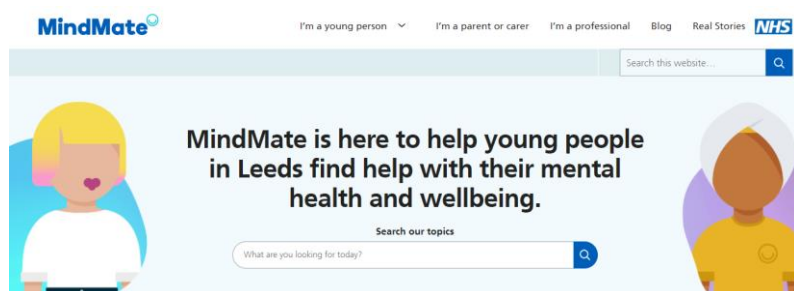 MindMate
I'm a young person
I'm a parent or carer
I'm a professional
Blog
Real Stories
NHS
Search this website...
MindMate is here to help young people
in Leeds find help with their mental
health and wellbeing.
Search our topics
What are you looking for today?